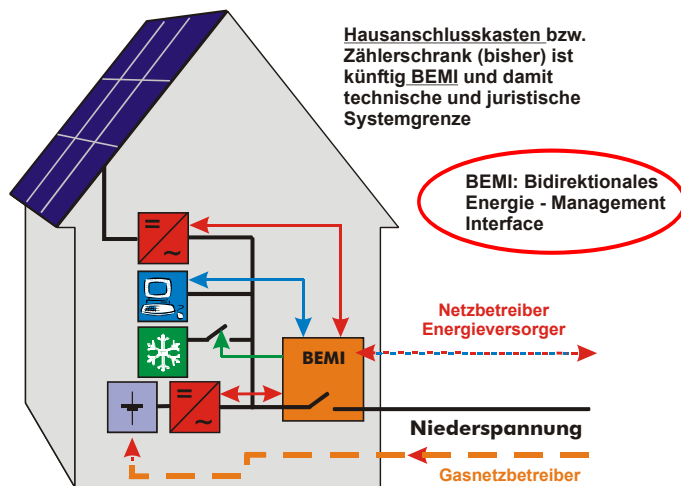 Hausanschlusskasten bzw.
Zählerschrank (bisher) ist
künftig BEMI und damit
technische und juristische
Systemgrenze
BEMI: Bidirektionales
Energie - Management
Interface
=
~
Netzbetreiber
Energieversorger
BEMI
=
~
Niederspannung
Gasnetzbetreiber